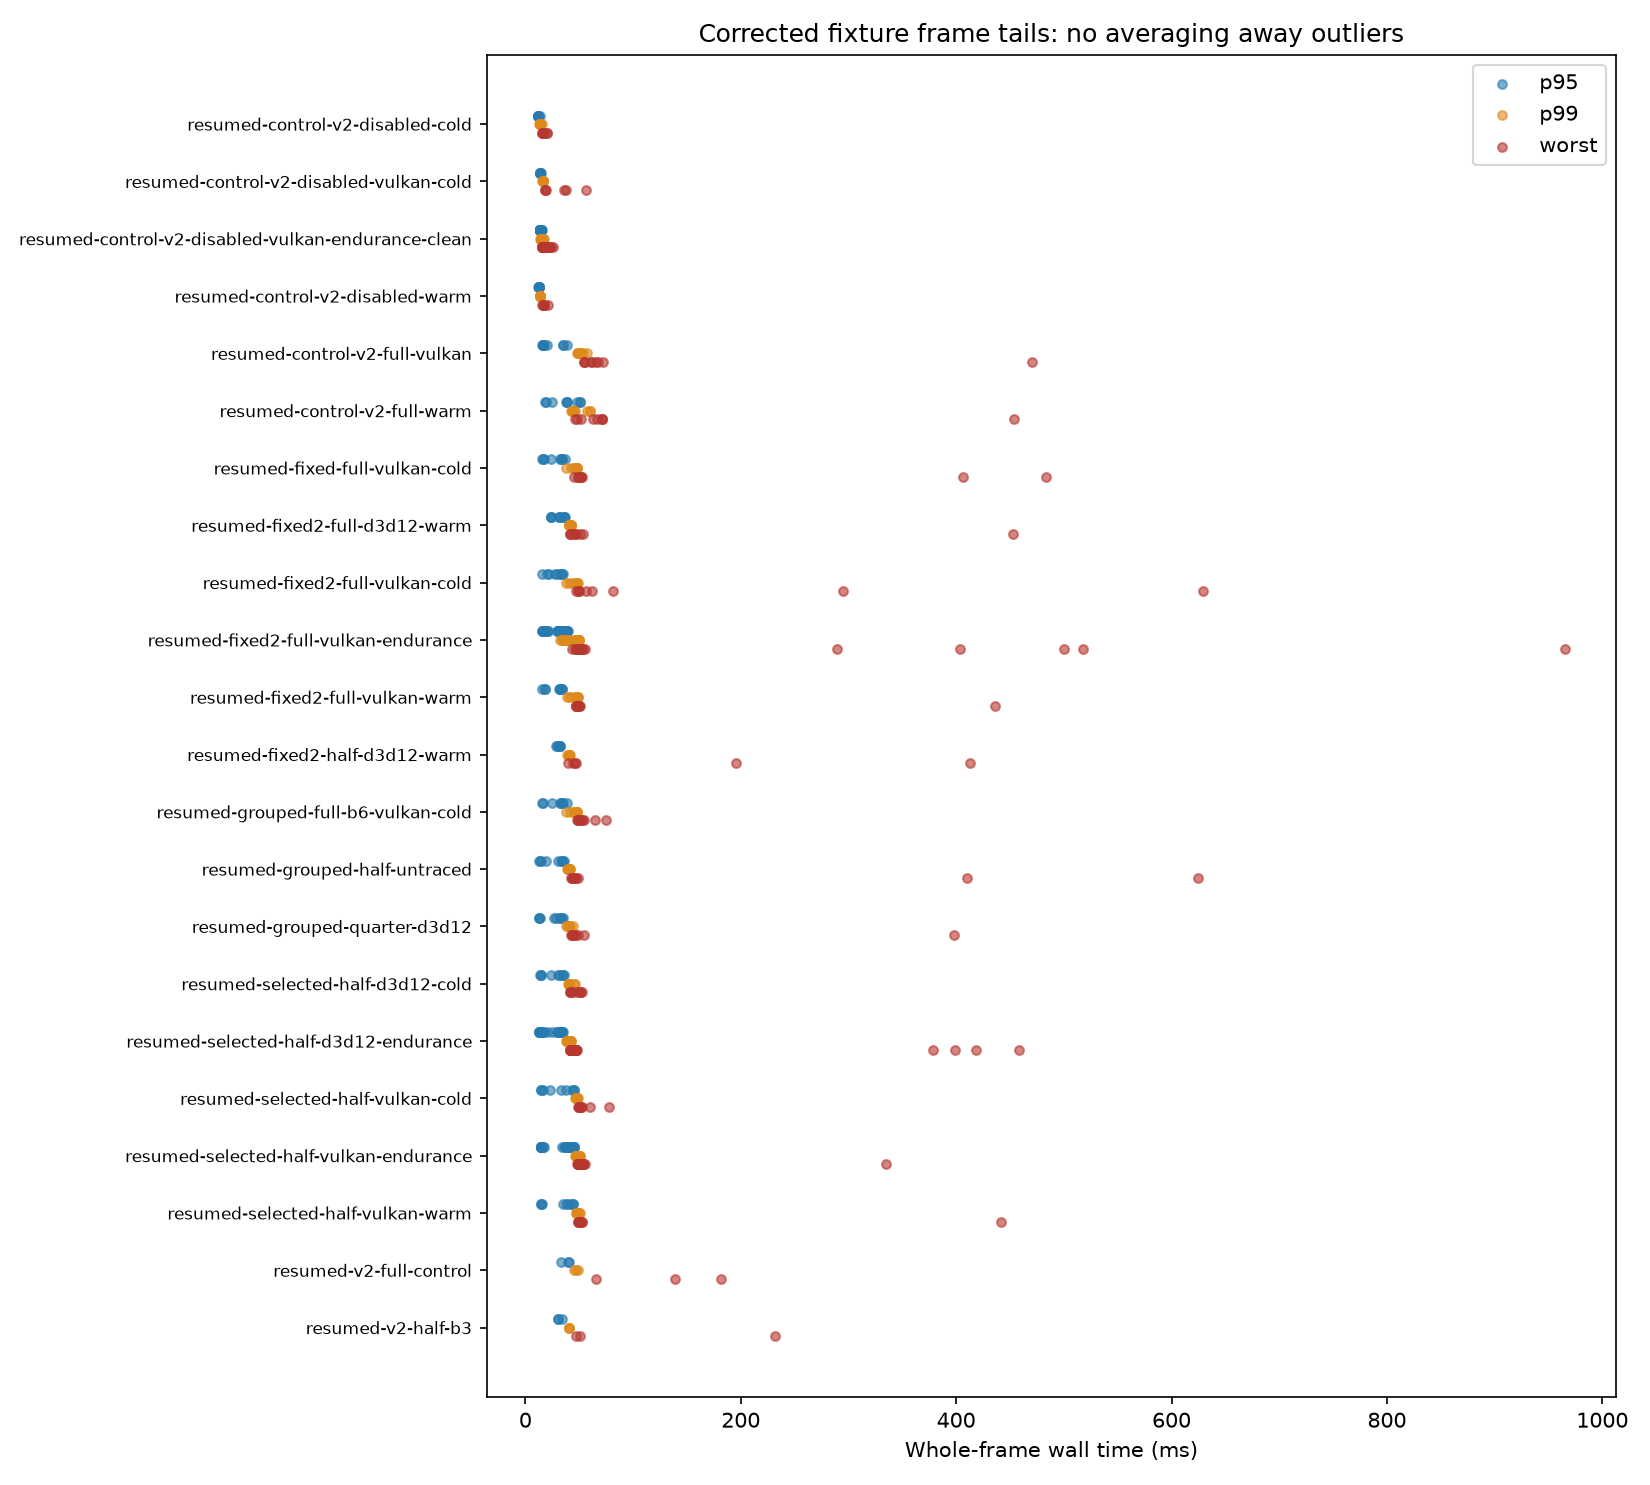 Corrected fixture frame tails: no averaging away outliers
p95
p99
worst
resumed-control-v2-disabled-cold
resumed-control-v2-disabled-vulkan-cold
resumed-control-v2-disabled-vulkan-endurance-clean
resumed-control-v2-disabled-warm
resumed-control-v2-full-vulkan
resumed-control-v2-full-warm
resumed-fixed-full-vulkan-cold
resumed-fixed2-full-d3d12-warm
resumed-fixed2-full-vulkan-cold
resumed-fixed2-full-vulkan-endurance
resumed-fixed2-full-vulkan-warm
resumed-fixed2-half-d3d12-warm
resumed-grouped-full-b6-vulkan-cold
resumed-grouped-half-untraced
resumed-grouped-quarter-d3d12
resumed-selected-half-d3d12-cold
resumed-selected-half-d3d12-endurance
resumed-selected-half-vulkan-cold
resumed-selected-half-vulkan-endurance
resumed-selected-half-vulkan-warm
resumed-v2-full-control
resumed-v2-half-b3
0 200 400 600 800 1000
Whole-frame wall time (ms)